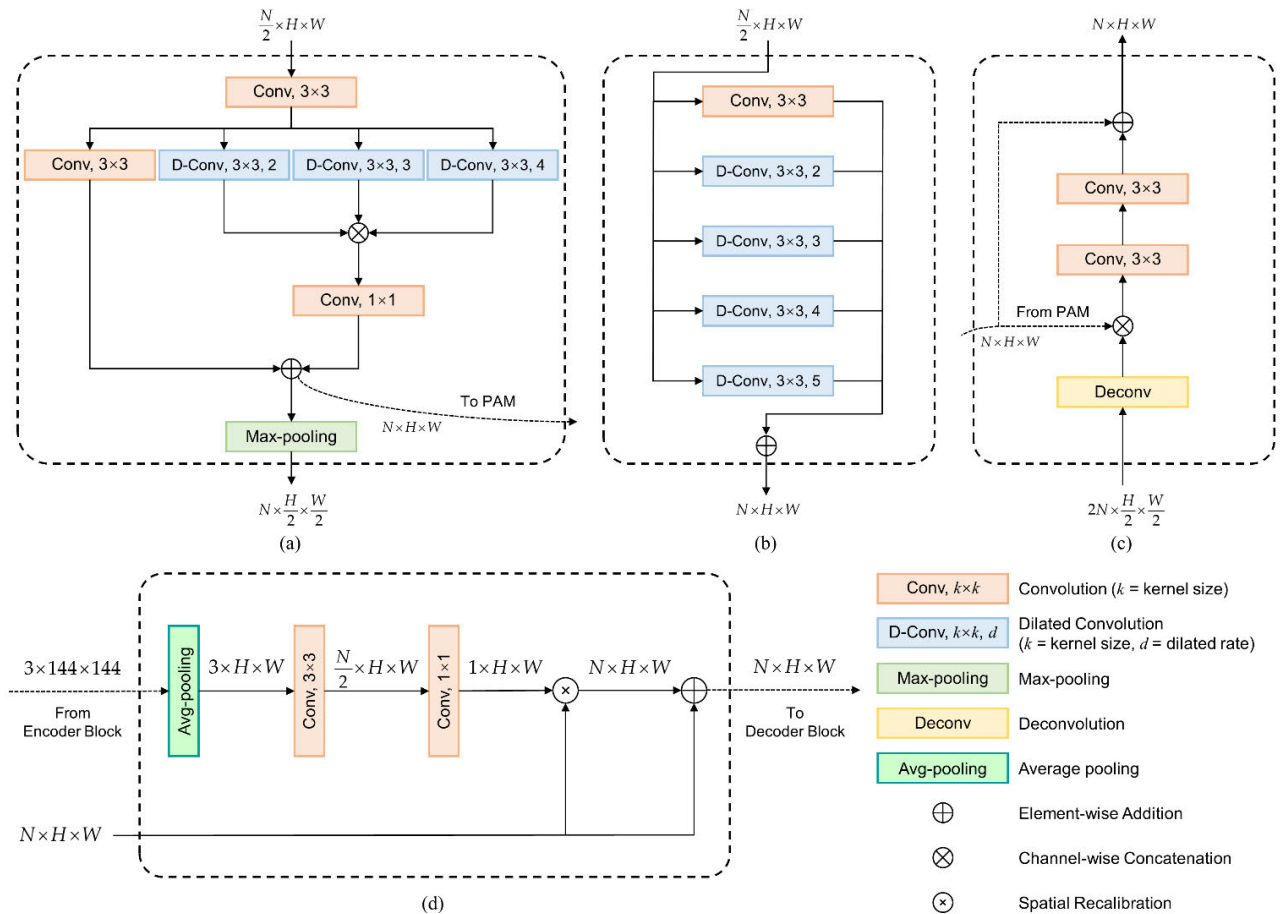 N/2×H×W
Conv, 3×3
Conv, 3×3
D-Conv, 3×3, 2
D-Conv, 3×3, 3
D-Conv, 3×3, 4
Conv, 1×1
To PAM
N×H×W
Max-pooling
N×H/2×W/2
(a)
N/2×H×W
Conv, 3×3
D-Conv, 3×3, 2
D-Conv, 3×3, 3
D-Conv, 3×3, 4
D-Conv, 3×3, 5
N×H×W
(b)
N×H×W
Conv, 3×3
Conv, 3×3
From PAM
N×H×W
Deconv
2N×H/2×W/2
(c)
3×144×144
From
Encoder Block
Avg-pooling
3×H×W
Conv, 3×3
N/2×H×W
Conv, 1×1
1×H×W
N×H×W
N×H×W
To
Decoder Block
N×H×W
(d)
Conv, k×k
Convolution (k = kernel size)
D-Conv, k×k, d
Dilated Convolution
(k = kernel size, d = dilated rate)
Max-pooling
Max-pooling
Deconv
Deconvolution
Avg-pooling
Average pooling
Element-wise Addition
Channel-wise Concatenation
Spatial Recalibration